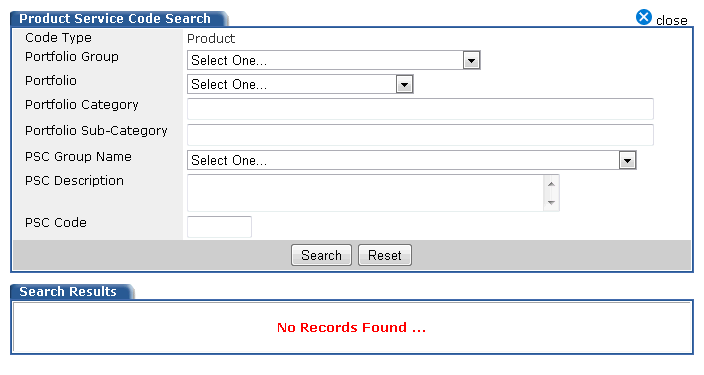 Product Service Code Search
close
Code Type Product
Portfolio Group Select One...
Portfolio Select One...
Portfolio Category
Portfolio Sub-Category
PSC Group Name Select One...
PSC Description
PSC Code
Search Reset
Search Results
No Records Found ...